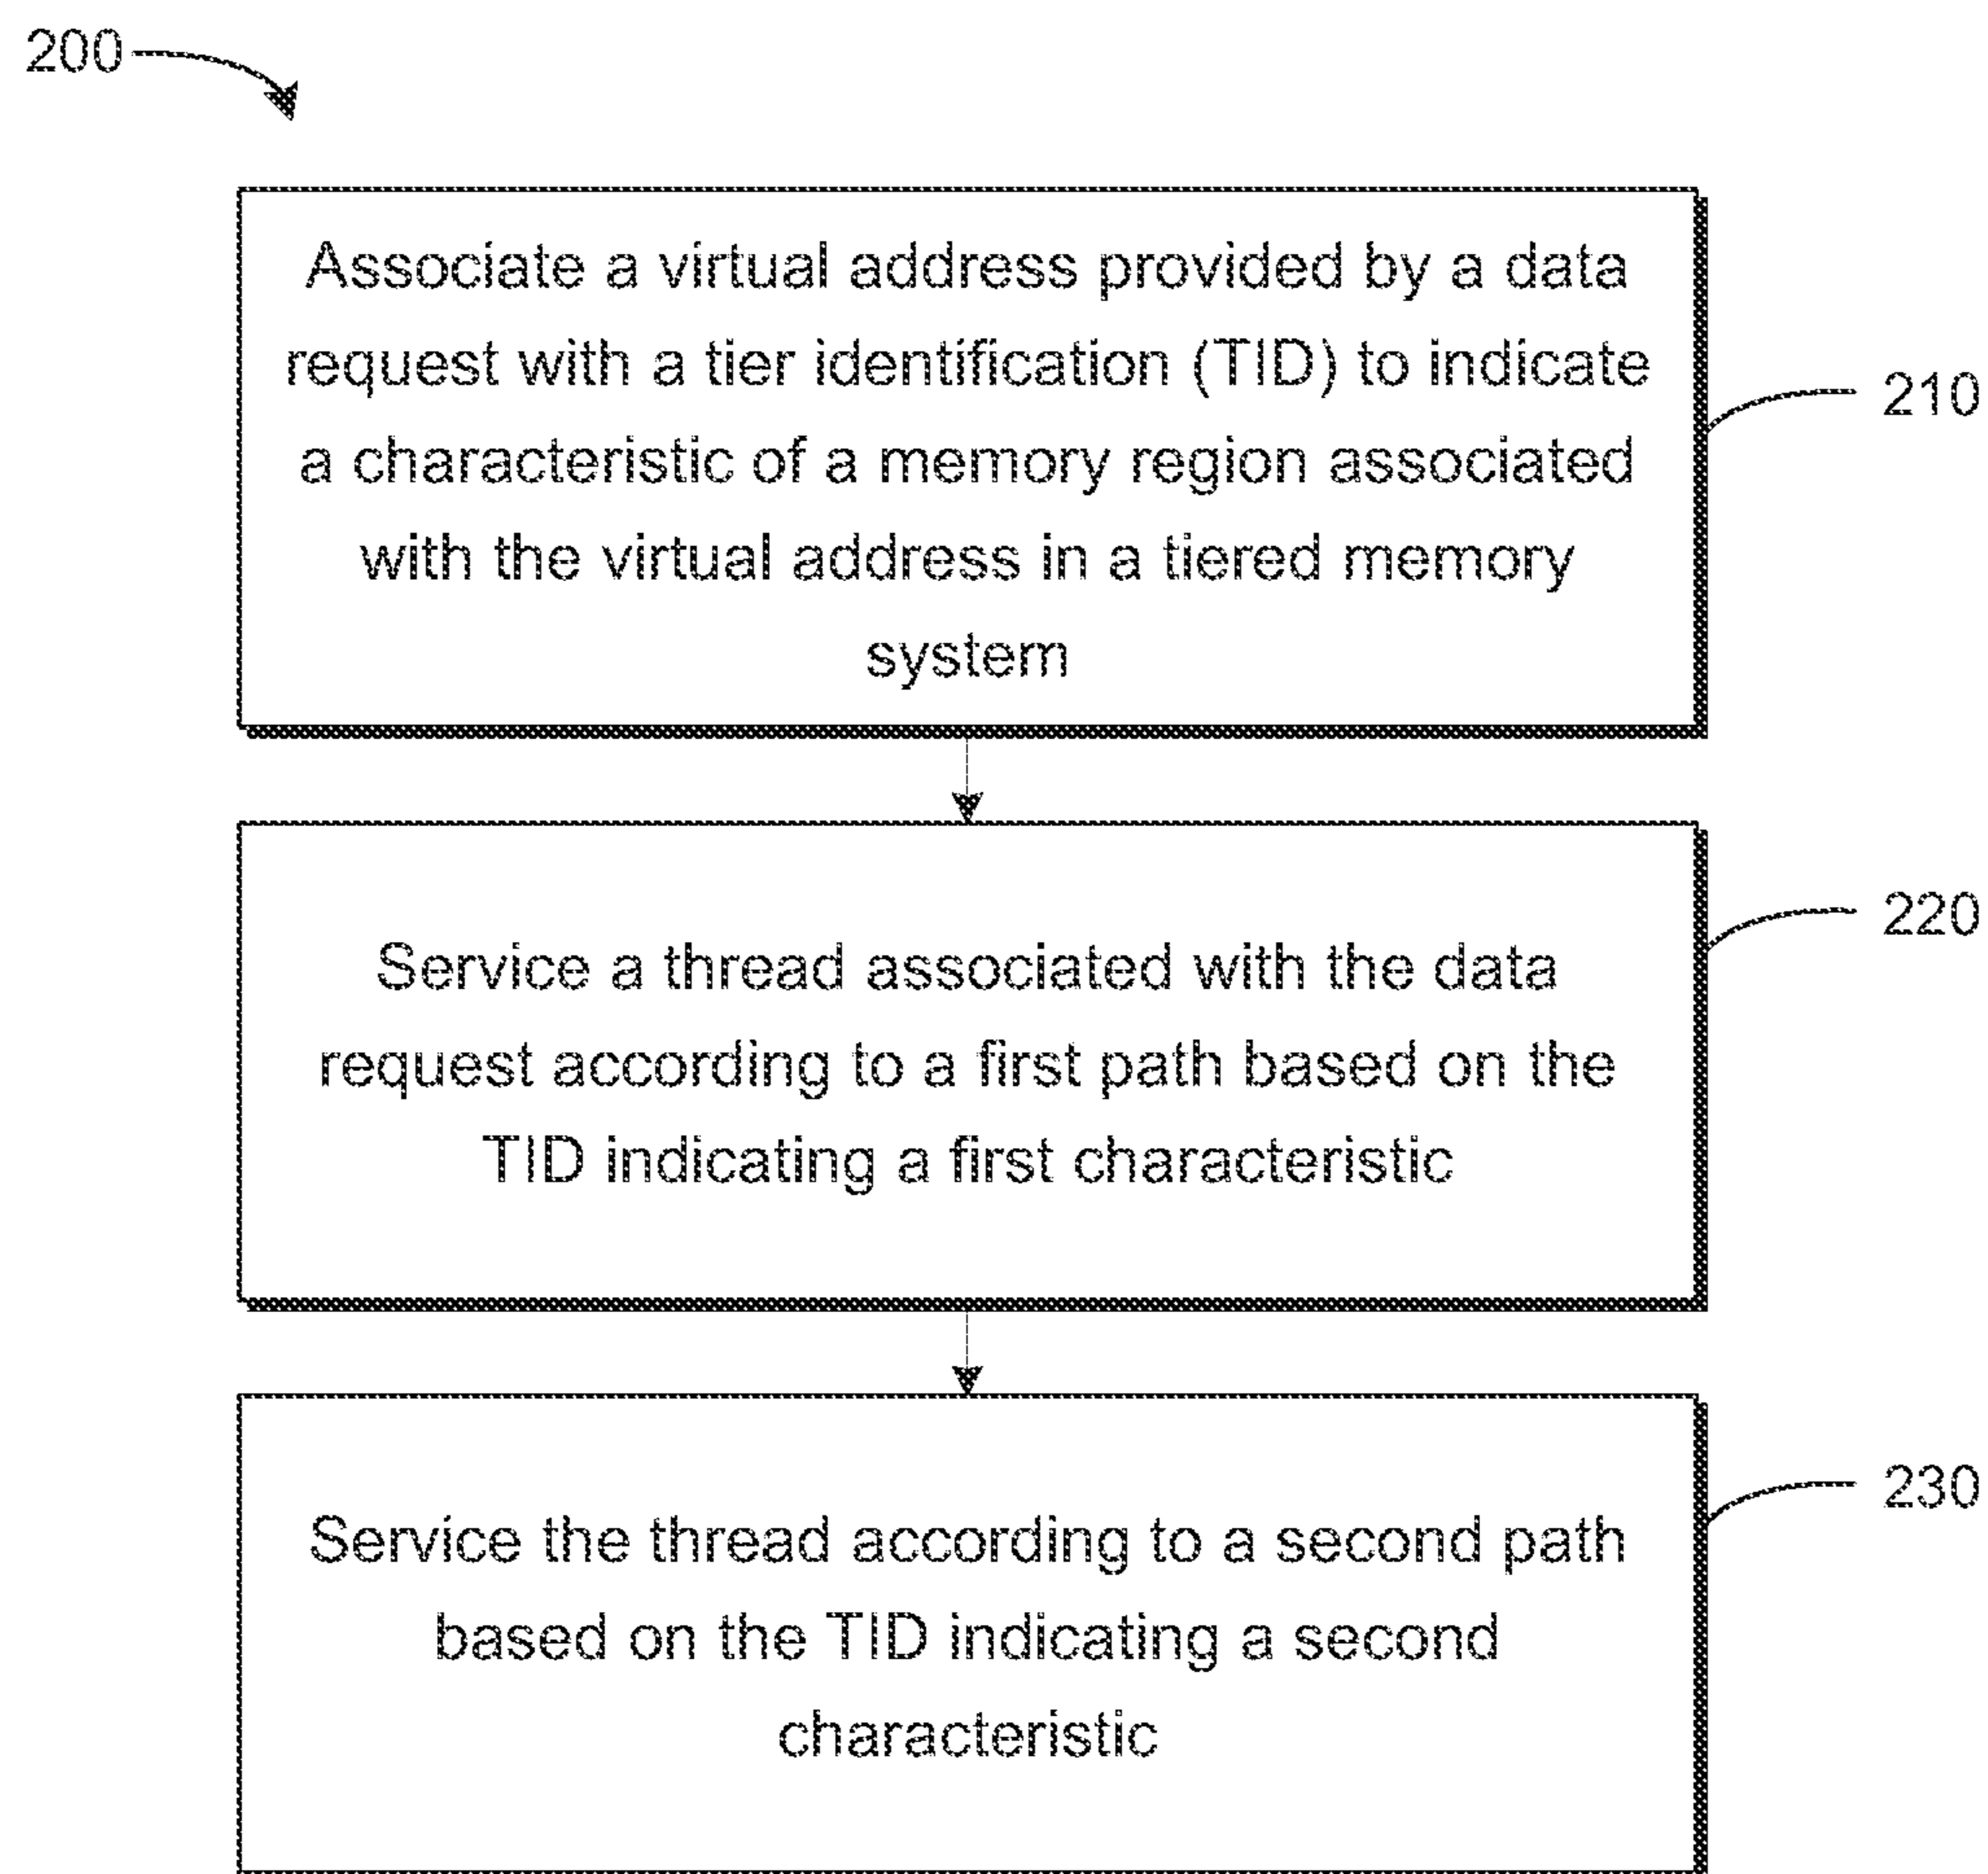 200
Associate a virtual address provided by a data
request with a tier identification (TID) to indicate
a characteristic of a memory region associated
with the virtual address in a tiered memory
system
210
Service a thread associated with the data
request according to a first path based on the
TID indicating a first characteristic
220
Service the thread according to a second path
based on the TID indicating a second
characteristic
230